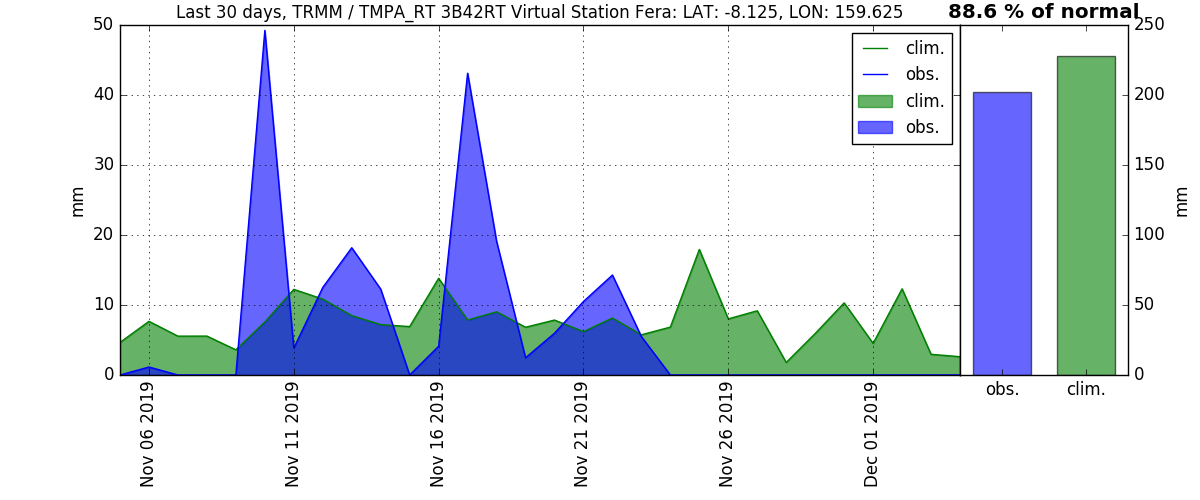 Last 30 days, TRMM / TMPA_RT 3B42RT Virtual Station Fera: LAT: -8.125, LON: 159.625
88.6 % of normal
50
40
30
20
10
0
mm
clim.
obs.
clim.
obs.
250
200
150
100
50
0
mm
Nov 06 2019
Nov 11 2019
Nov 16 2019
Nov 21 2019
Nov 26 2019
Dec 01 2019
obs.
clim.